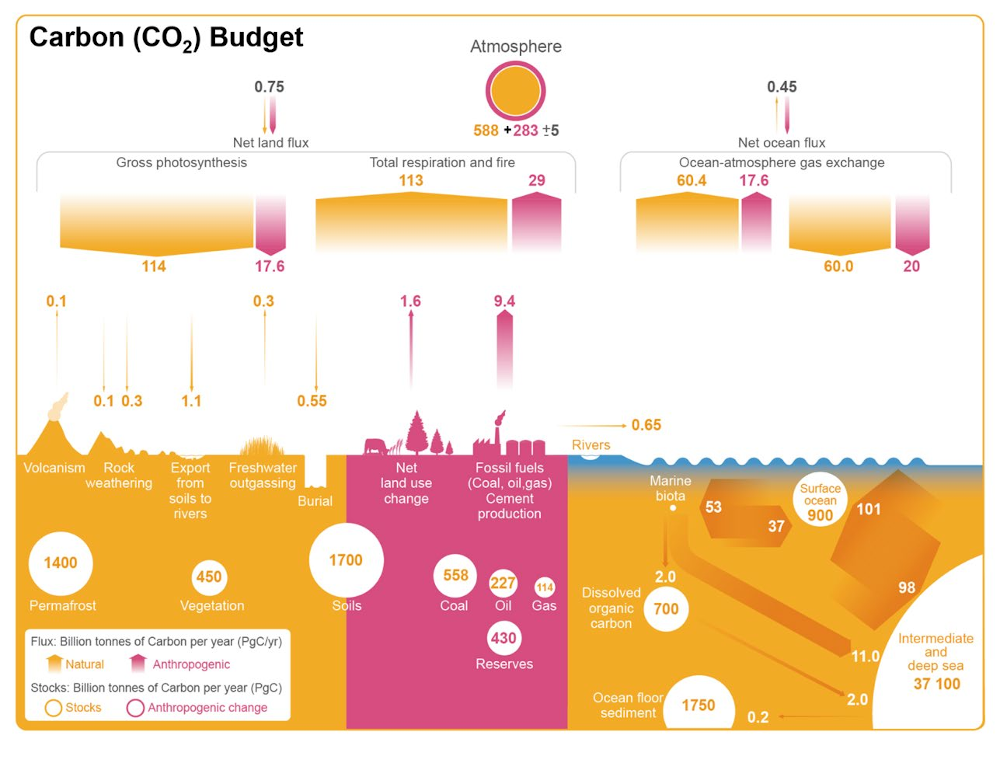 Carbon (CO₂) Budget
Atmosphere
588 + 283 ±5
0.75
Net land flux
0.45
Net ocean flux
Gross photosynthesis
Total respiration and fire
Ocean-atmosphere gas exchange
113
29
60.4
17.6
114
17.6
60.0
20
0.1
0.3
1.6
9.4
0.1
0.3
1.1
0.55
0.65
Rivers
Volcanism
Rock
weathering
Export
from
soils to
rivers
Freshwater
outgassing
Burial
Net
land use
change
Fossil fuels
(Coal, oil,gas)
Cement
production
Marine
biota
53
37
Surface
ocean
900
101
98
1400
Permafrost
450
Vegetation
1700
Soils
558
Coal
227
Oil
114
Gas
430
Reserves
2.0
Dissolved
organic
carbon
700
11.0
2.0
Intermediate
and
deep sea
37 100
Ocean floor
sediment
1750
0.2
Flux: Billion tonnes of Carbon per year (PgC/yr)
Natural
Anthropogenic
Stocks: Billion tonnes of Carbon per year (PgC)
Stocks
Anthropogenic change